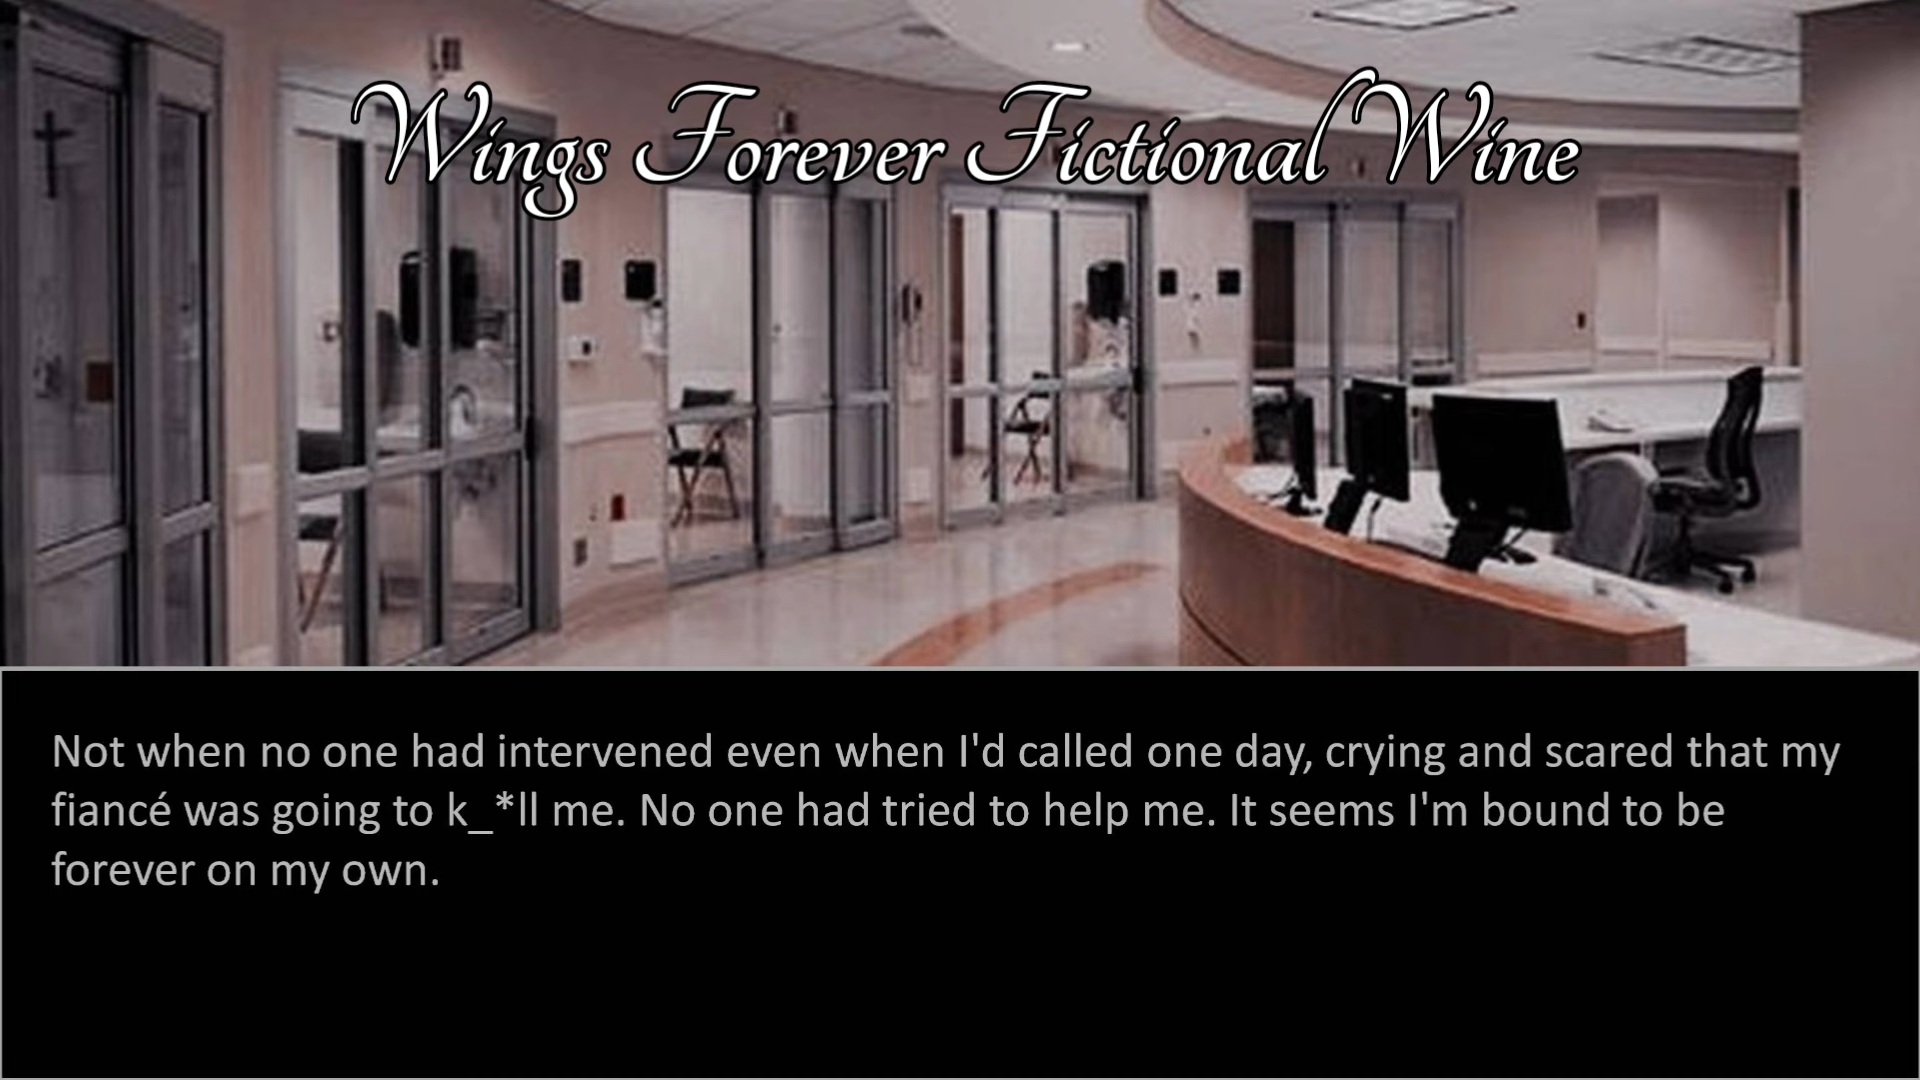 Wings Forever Fictional Wine
Not when no one had intervened even when I'd called one day, crying and scared that my
fiancé was going to k_*ll me. No one had tried to help me. It seems I'm bound to be
forever on my own.